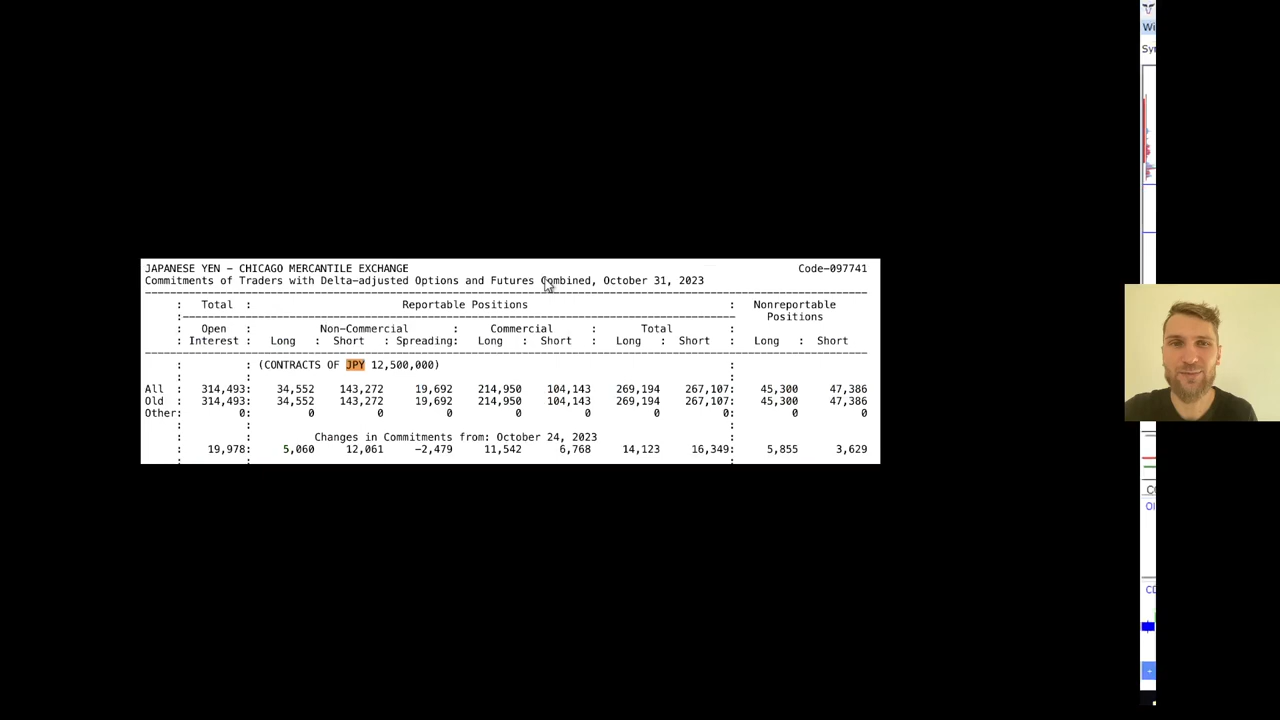 JAPANESE YEN - CHICAGO MERCANTILE EXCHANGE Code-097741
Commitments of Traders with Delta-adjusted Options and Futures Combined, October 31, 2023
: Total : Reportable Positions : Nonreportable
: : Positions
: Open : Non-Commercial : Commercial : Total :
: Interest : Long : Short : Spreading: Long : Short : Long : Short : Long : Short
: : (CONTRACTS OF JPY 12,500,000) :
: : :
All : 314,493: 34,552 143,272 19,692 214,950 104,143 269,194 267,107: 45,300 47,386
Old : 314,493: 34,552 143,272 19,692 214,950 104,143 269,194 267,107: 45,300 47,386
Other: 0: 0 0 0 0 0 0 0: 0 0
: : :
: : Changes in Commitments from: October 24, 2023 :
: 19,978: 5,060 12,061 -2,479 11,542 6,768 14,123 16,349: 5,855 3,629